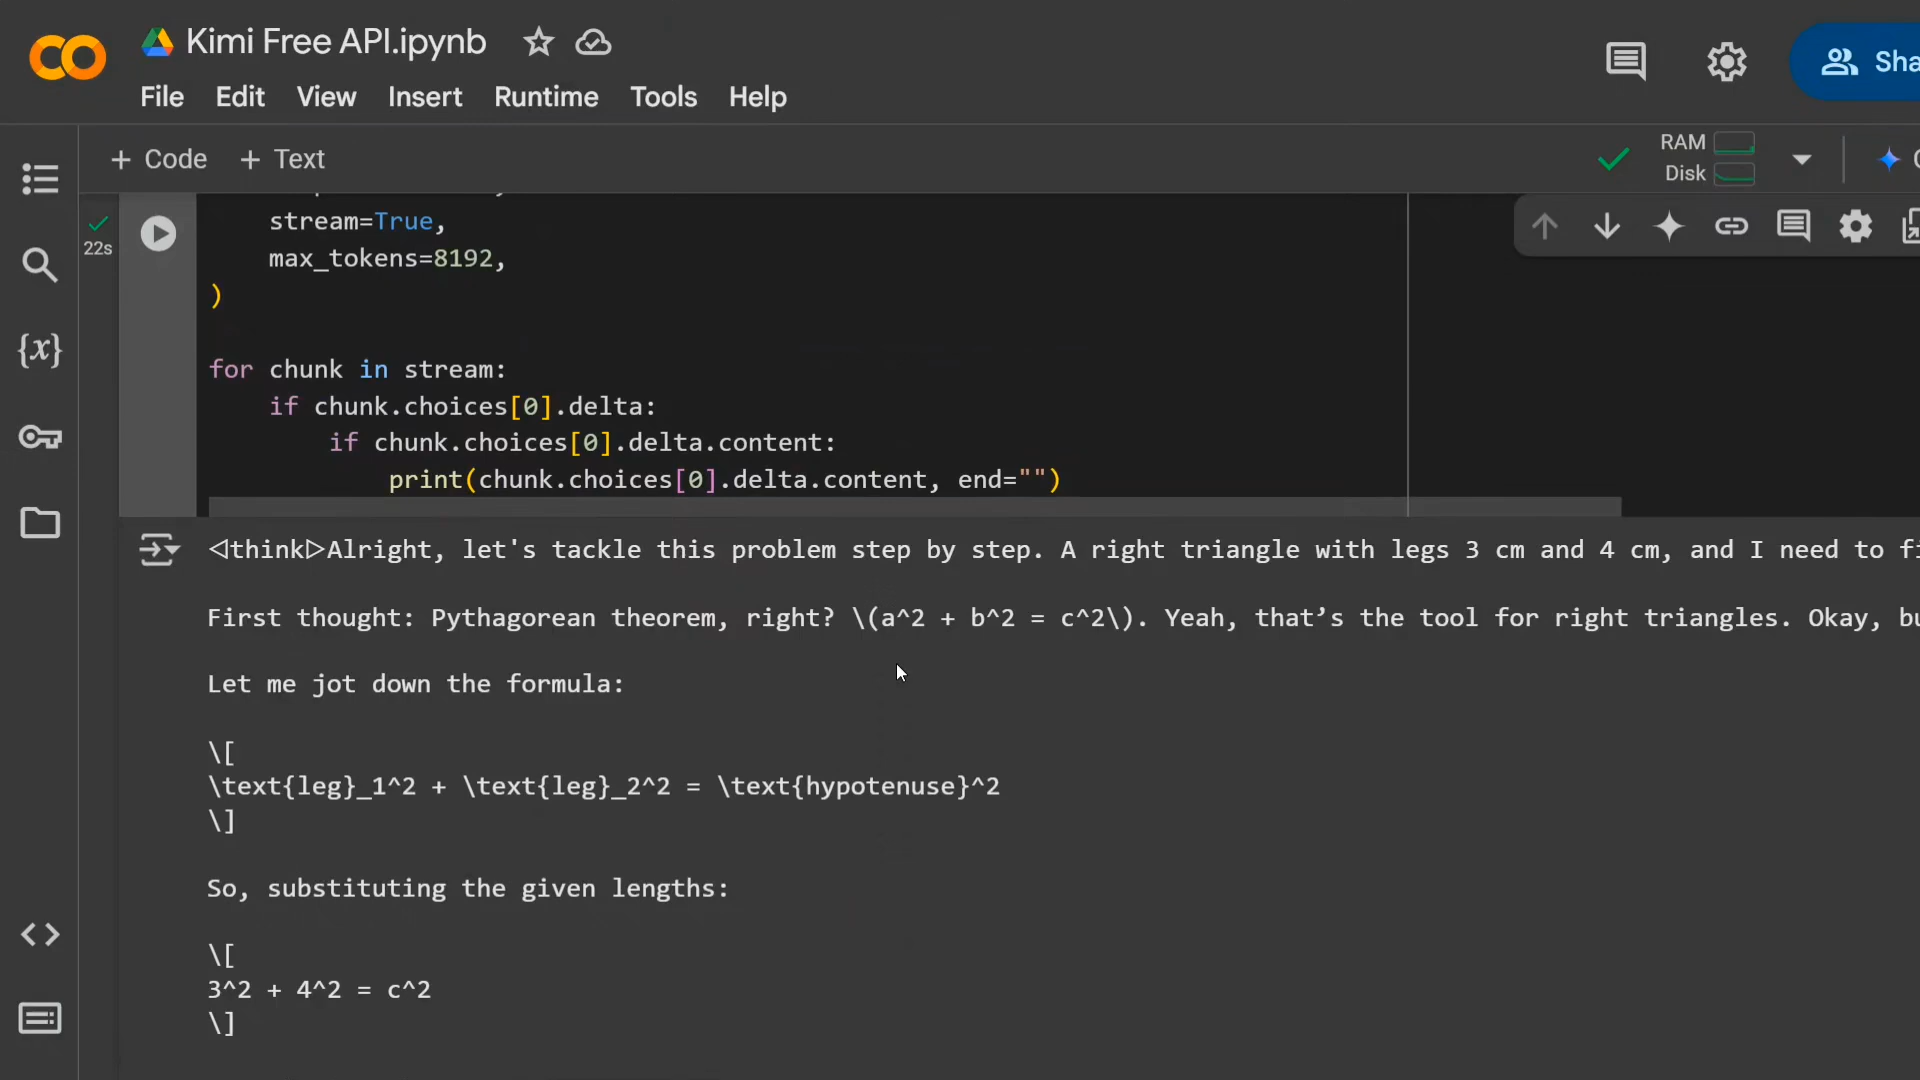 Kimi Free API.ipynb
File Edit View Insert Runtime Tools Help
+ Code + Text
RAM
Disk
22s
stream=True,
max_tokens=8192,
)
for chunk in stream:
if chunk.choices[0].delta:
if chunk.choices[0].delta.content:
print(chunk.choices[0].delta.content, end="")
◁think▷Alright, let's tackle this problem step by step. A right triangle with legs 3 cm and 4 cm, and I need to
First thought: Pythagorean theorem, right? \(a^2 + b^2 = c^2\). Yeah, that’s the tool for right triangles. Okay,
Let me jot down the formula:
\[
\text{leg}_1^2 + \text{leg}_2^2 = \text{hypotenuse}^2
\]
So, substituting the given lengths:
\[
3^2 + 4^2 = c^2
\]